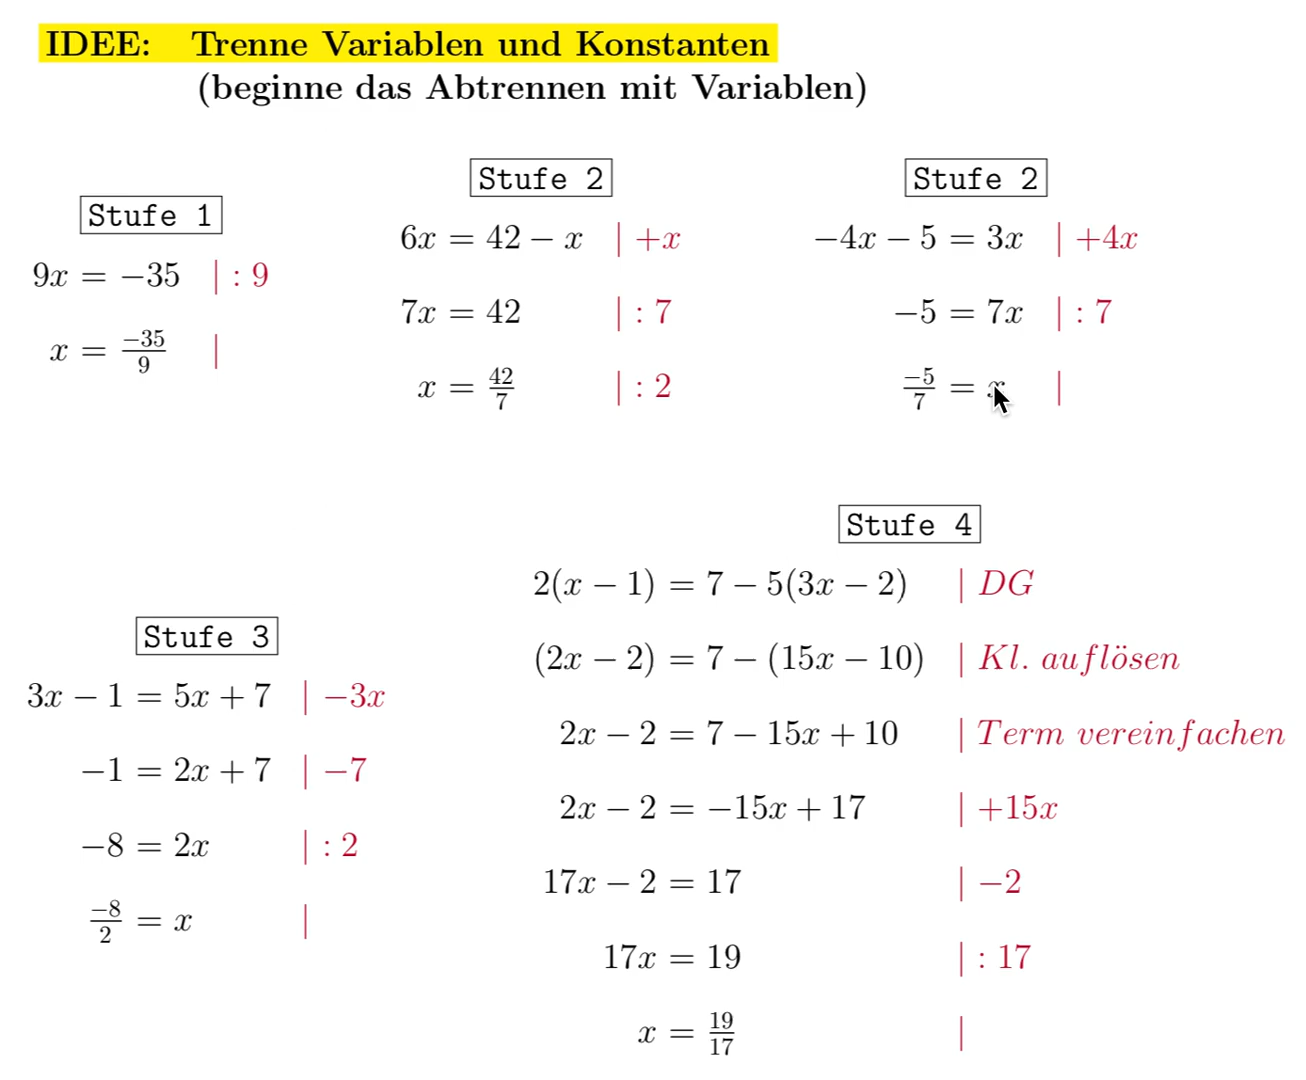 IDEE: Trenne Variablen und Konstanten
(beginne das Abtrennen mit Variablen)
Stufe 1
9x = −35 | : 9
x = −35/9 |
Stufe 2
6x = 42 − x | +x
7x = 42 | : 7
x = 42/7 | : 2
Stufe 2
−4x − 5 = 3x | +4x
−5 = 7x | : 7
−5/7 = x |
Stufe 3
3x − 1 = 5x + 7 | −3x
−1 = 2x + 7 | −7
−8 = 2x | : 2
−8/2 = x |
Stufe 4
2(x − 1) = 7 − 5(3x − 2) | DG
(2x − 2) = 7 − (15x − 10) | Kl. auflösen
2x − 2 = 7 − 15x + 10 | Term vereinfachen
2x − 2 = −15x + 17 | +15x
17x − 2 = 17 | −2
17x = 19 | : 17
x = 19/17 |